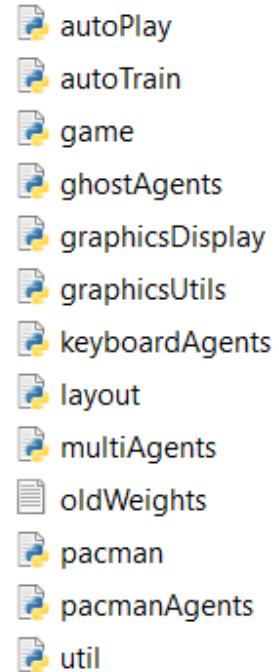 autoPlay
autoTrain
game
ghostAgents
graphicsDisplay
graphicsUtils
keyboardAgents
layout
multiAgents
oldWeights
pacman
pacmanAgents
util